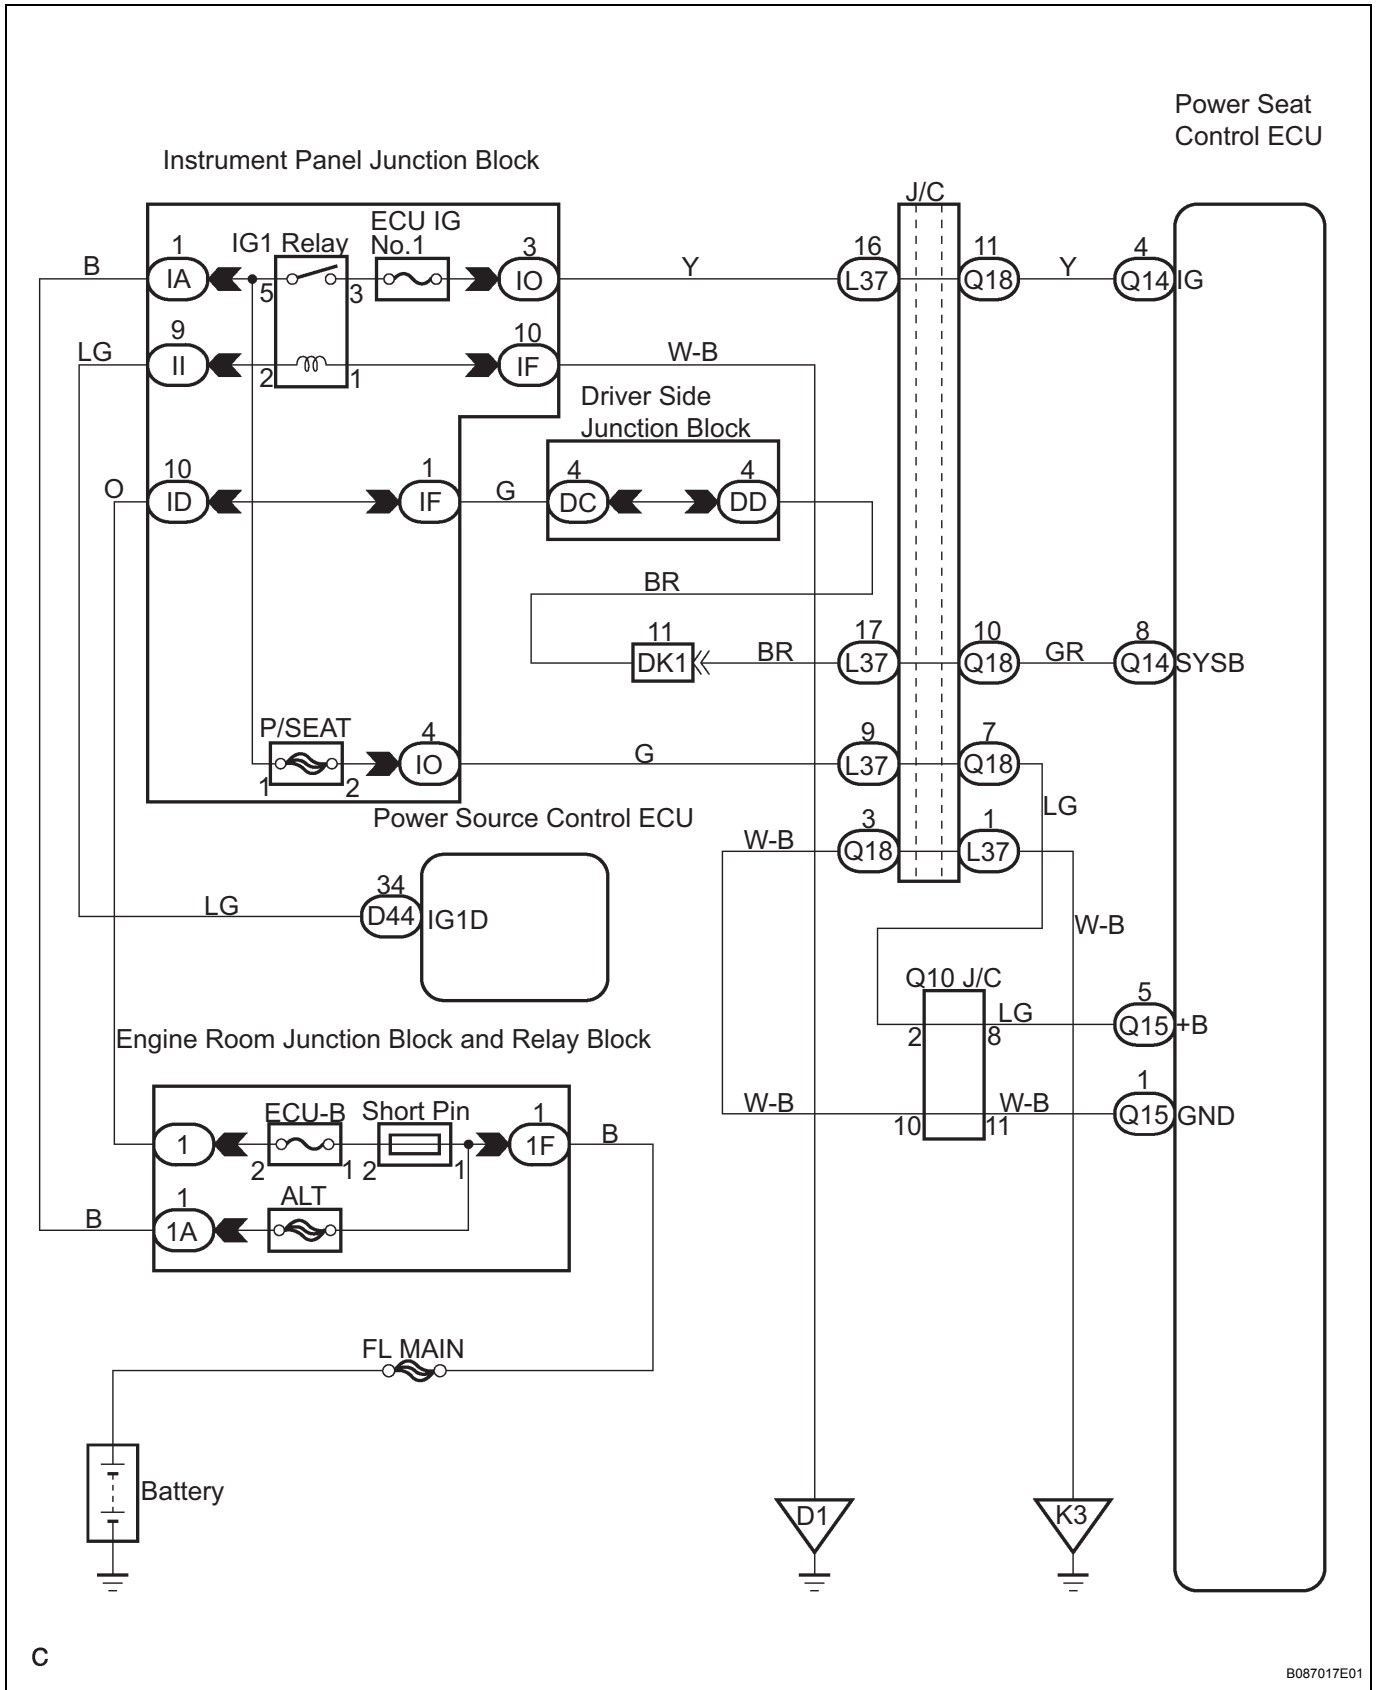 Power Seat
Control ECU
Instrument Panel Junction Block
J/C
ECU IG
No.1
IG1 Relay
1
3
16
11
4
B
IA
5
3
IO
Y
L37
Q18
Y
Q14
IG
9
10
LG
II
2
1
IF
W-B
Driver Side
Junction Block
10
1
4
4
O
ID
IF
G
DC
DD
BR
11
17
10
8
DK1
BR
L37
Q18
GR
Q14
SYSB
P/SEAT
4
9
7
1
2
IO
G
L37
Q18
LG
Power Source Control ECU
3
1
W-B
Q18
L37
34
LG
D44
IG1D
W-B
Q10 J/C
5
2
LG
8
Q15
+B
Engine Room Junction Block and Relay Block
1
ECU-B
Short Pin
1
W-B
W-B
10
11
Q15
GND
1
2
1
2
1
1F
B
1
ALT
B
1A
FL MAIN
Battery
D1
K3
C
B087017E01